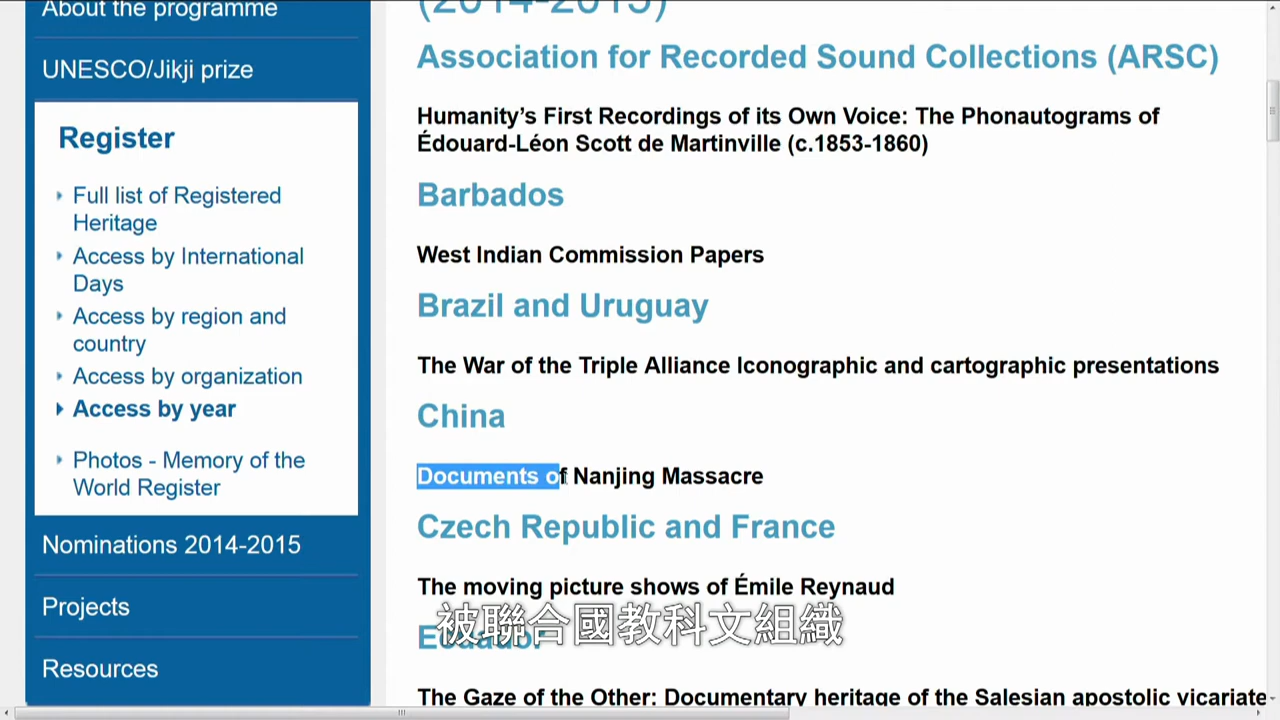 About the programme
UNESCO/Jikji prize
Register
Full list of Registered
Heritage
Access by International
Days
Access by region and
country
Access by organization
Access by year
Photos - Memory of the
World Register
Nominations 2014-2015
Projects
Resources
(2014-2015)
Association for Recorded Sound Collections (ARSC)
Humanity’s First Recordings of its Own Voice: The Phonautograms of
Édouard-Léon Scott de Martinville (c.1853-1860)
Barbados
West Indian Commission Papers
Brazil and Uruguay
The War of the Triple Alliance Iconographic and cartographic presentations
China
Documents of Nanjing Massacre
Czech Republic and France
The moving picture shows of Émile Reynaud
Ecuador
被聯合國教科文組織
The Gaze of the Other: Documentary heritage of the Salesian apostolic vicariate